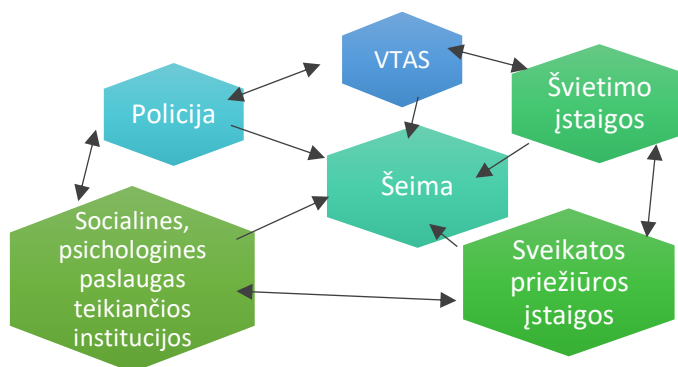 VTAS
Švietimo
įstaigos
Policija
Šeima
Socialines,
psichologines
paslaugas
teikiančios
institucijos
Sveikatos
priežiūros
įstaigos